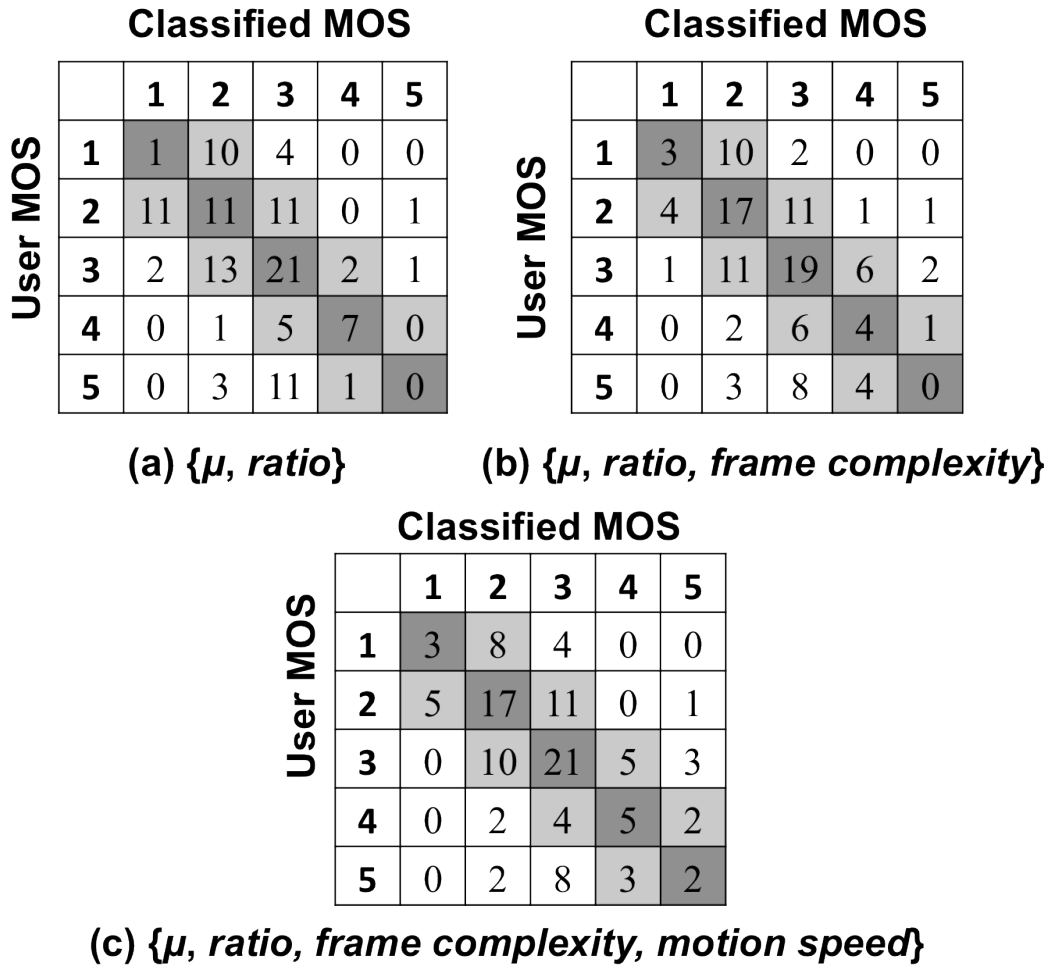 Classified MOS
User MOS
1 2 3 4 5
1 1 10 4 0 0
2 11 11 11 0 1
3 2 13 21 2 1
4 0 1 5 7 0
5 0 3 11 1 0
(a) {μ, ratio}
Classified MOS
User MOS
1 2 3 4 5
1 3 10 2 0 0
2 4 17 11 1 1
3 1 11 19 6 2
4 0 2 6 4 1
5 0 3 8 4 0
(b) {μ, ratio, frame complexity}
Classified MOS
User MOS
1 2 3 4 5
1 3 8 4 0 0
2 5 17 11 0 1
3 0 10 21 5 3
4 0 2 4 5 2
5 0 2 8 3 2
(c) {μ, ratio, frame complexity, motion speed}